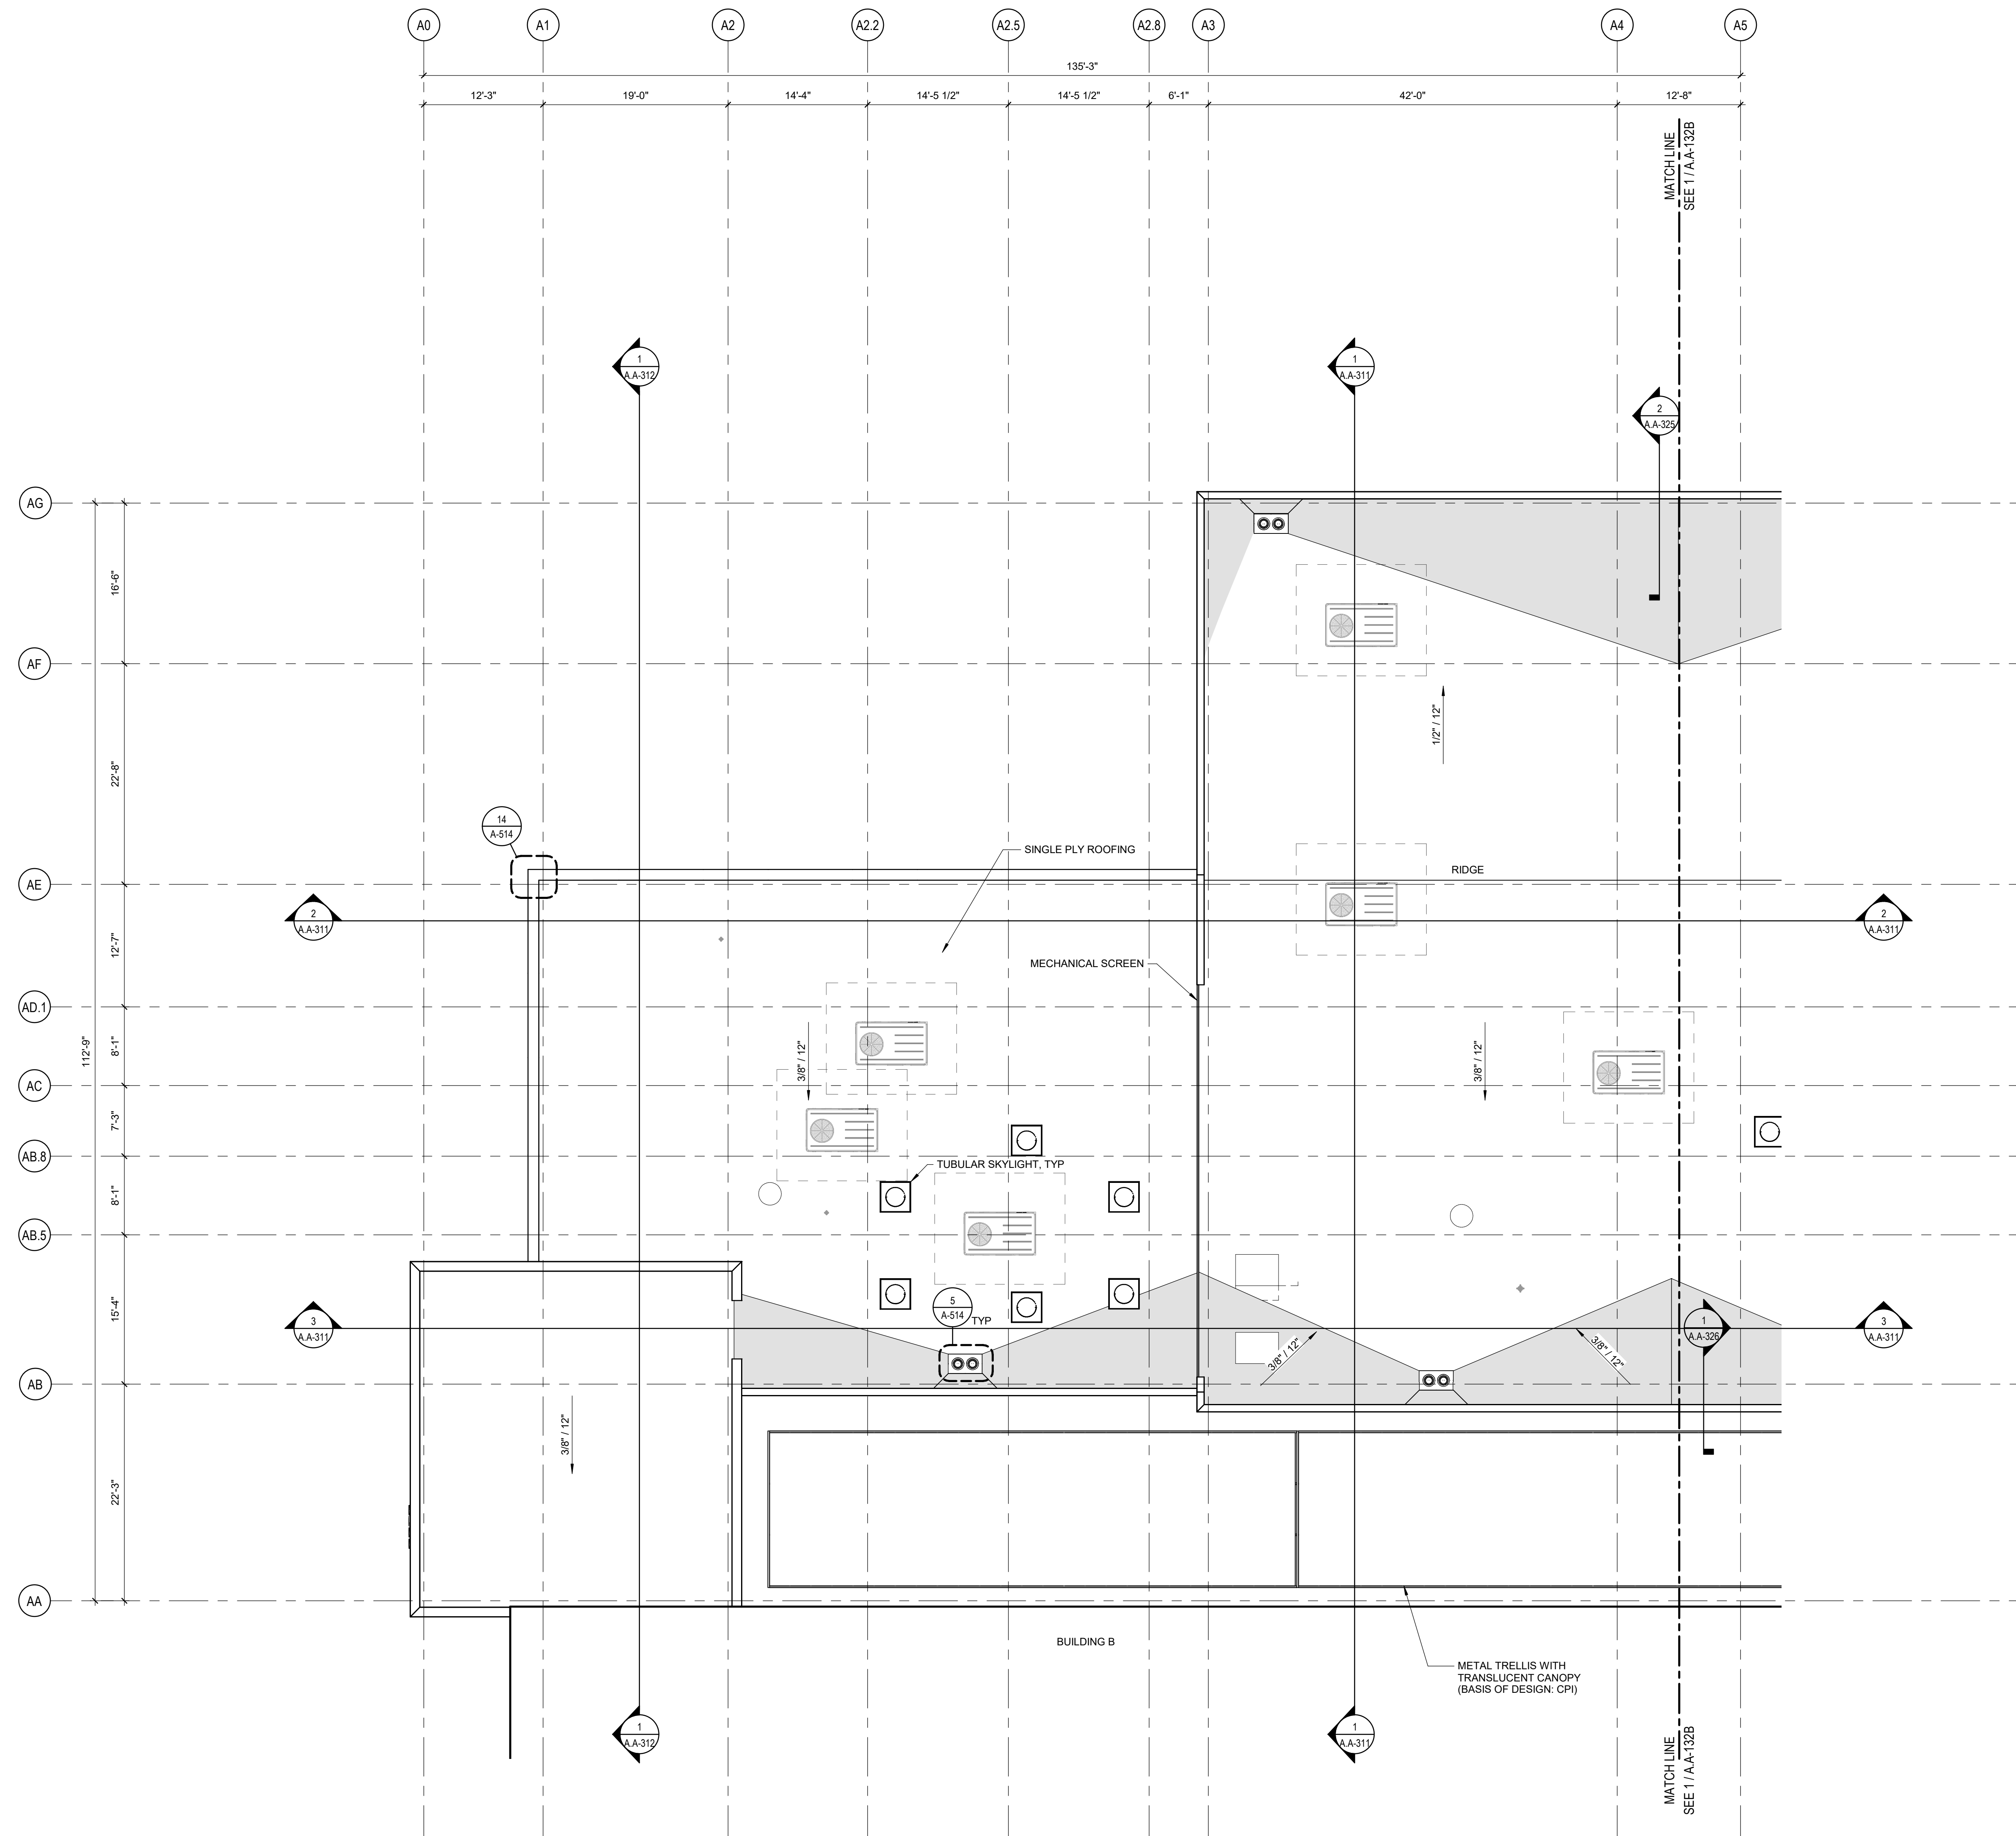 A0 A1 A2 A2.2 A2.5 A2.8 A3 A4 A5
135'-3"
12'-3" 19'-0" 14'-4" 14'-5 1/2" 14'-5 1/2" 6'-1" 42'-0" 12'-8"
MATCH LINE
SEE 1 / A.A-132B
1
A.A-312
1
A.A-311
2
A.A-325
AG
16'-6"
AF
22'-8"
1/2" / 12"
14
A-514
SINGLE PLY ROOFING
RIDGE
AE
2
A.A-311
2
A.A-311
12'-7"
MECHANICAL SCREEN
AD.1
112'-9"
8'-1"
3/8" / 12"
3/8" / 12"
AC
7'-3"
AB.8
TUBULAR SKYLIGHT, TYP
8'-1"
AB.5
15'-4"
5
A-514
TYP
3
A.A-311
1
A.A-326
3
A.A-311
3/8" / 12"
3/8" / 12"
AB
3/8" / 12"
22'-3"
AA
BUILDING B
METAL TRELLIS WITH
TRANSLUCENT CANOPY
(BASIS OF DESIGN: CPI)
1
A.A-312
1
A.A-311
MATCH LINE
SEE 1 / A.A-132B